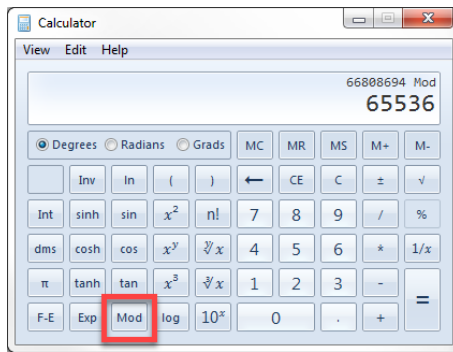 Calculator
View Edit Help
66808694 Mod
65536
Degrees Radians Grads MC MR MS M+ M-
Inv ln ( ) ← CE C ± √
Int sinh sin x² n! 7 8 9 / %
dms cosh cos xʸ ʸ√x 4 5 6 * 1/x
π tanh tan x³ ³√x 1 2 3 - =
F-E Exp Mod log 10ˣ 0 . +